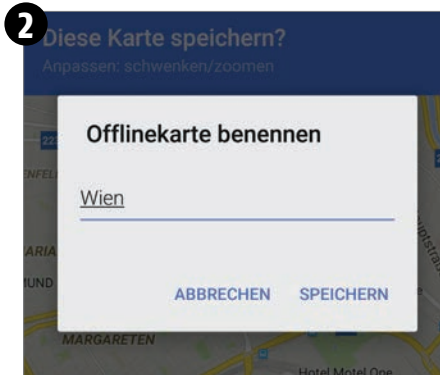 2
Diese Karte speichern?
Anpassen: schwenken/zoomen
Offlinekarte benennen
Wien
ABBRECHEN SPEICHERN
MARGARETEN
Hotel Motel One